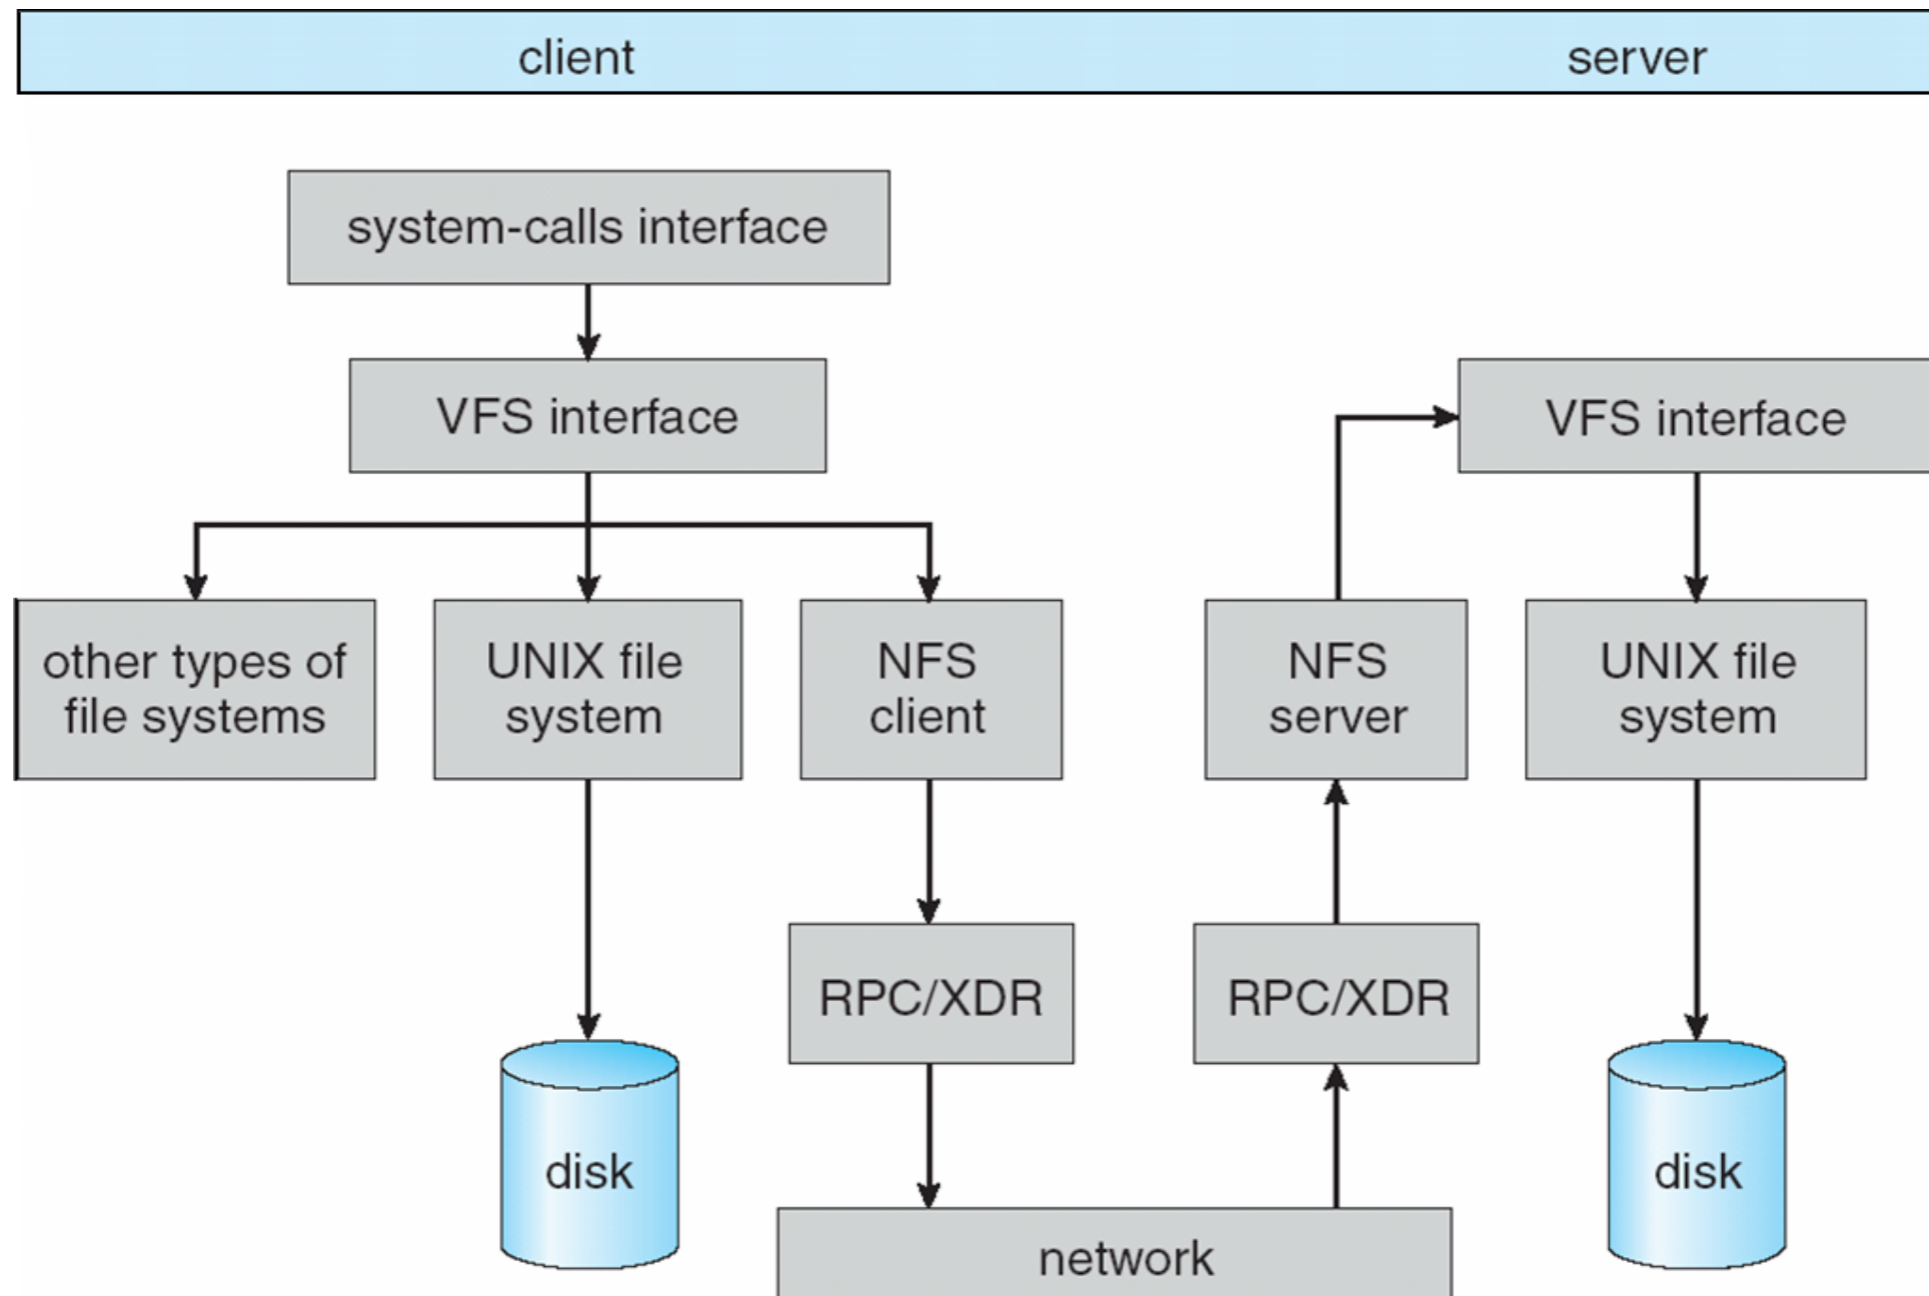 client
server
system-calls interface
VFS interface
VFS interface
other types of
file systems
UNIX file
system
NFS
client
NFS
server
UNIX file
system
RPC/XDR
RPC/XDR
disk
disk
network